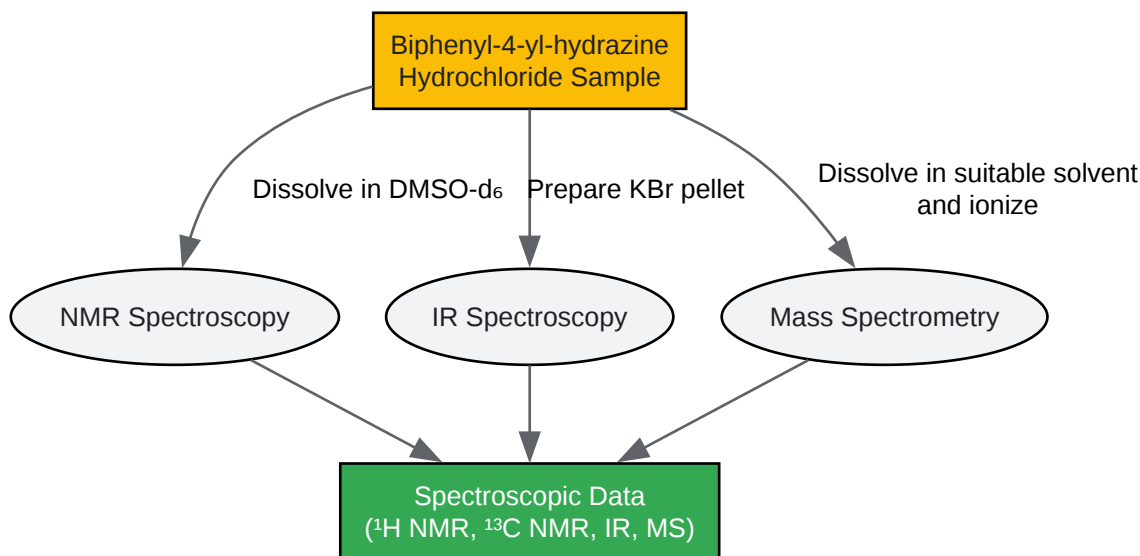 Biphenyl-4-yl-hydrazine
Hydrochloride Sample
Dissolve in DMSO-d₆
Prepare KBr pellet
Dissolve in suitable solvent
and ionize
NMR Spectroscopy
IR Spectroscopy
Mass Spectrometry
Spectroscopic Data
(¹H NMR, ¹³C NMR, IR, MS)